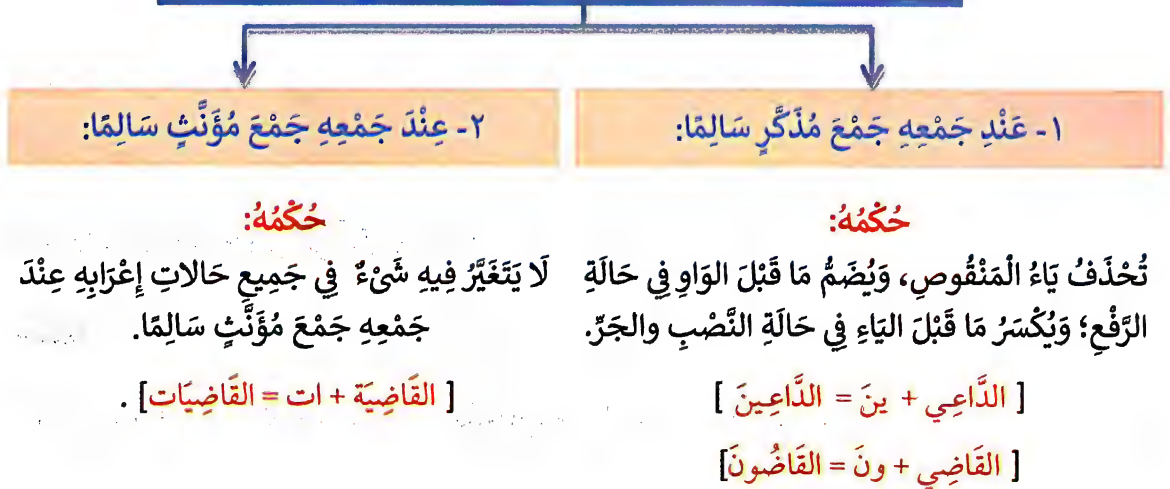 ١- عَنْدِ جَمْعِهِ جَمْعَ مُذَكَّرٍ سَالِمًا:
حُكْمُهُ:
تُحْذَفُ يَاءُ الْمَنْقُوصِ، وَيُضَمُّ مَا قَبْلَ الوَاوِ فِي حَالَةِ
الرَّفْعِ؛ وَيُكْسَرُ مَا قَبْلَ اليَاءِ فِي حَالَةِ النَّصْبِ والجَرِّ.
[ الدَّاعِي + ينَ = الدَّاعِينَ ]
[ القَاضِي + ونَ = القَاضُونَ]
٢- عِنْدَ جَمْعِهِ جَمْعَ مُؤَنَّثٍ سَالِمًا:
حُكْمُهُ:
لَا يَتَغَيَّرُ فِيهِ شَيْءٌ فِي جَمِيعِ حَالاتِ إِعْرَابِهِ عِنْدَ
جَمْعِهِ جَمْعَ مُؤَنَّثٍ سَالِمًا.
[ القَاضِيَة + ات = القَاضِيَات] .